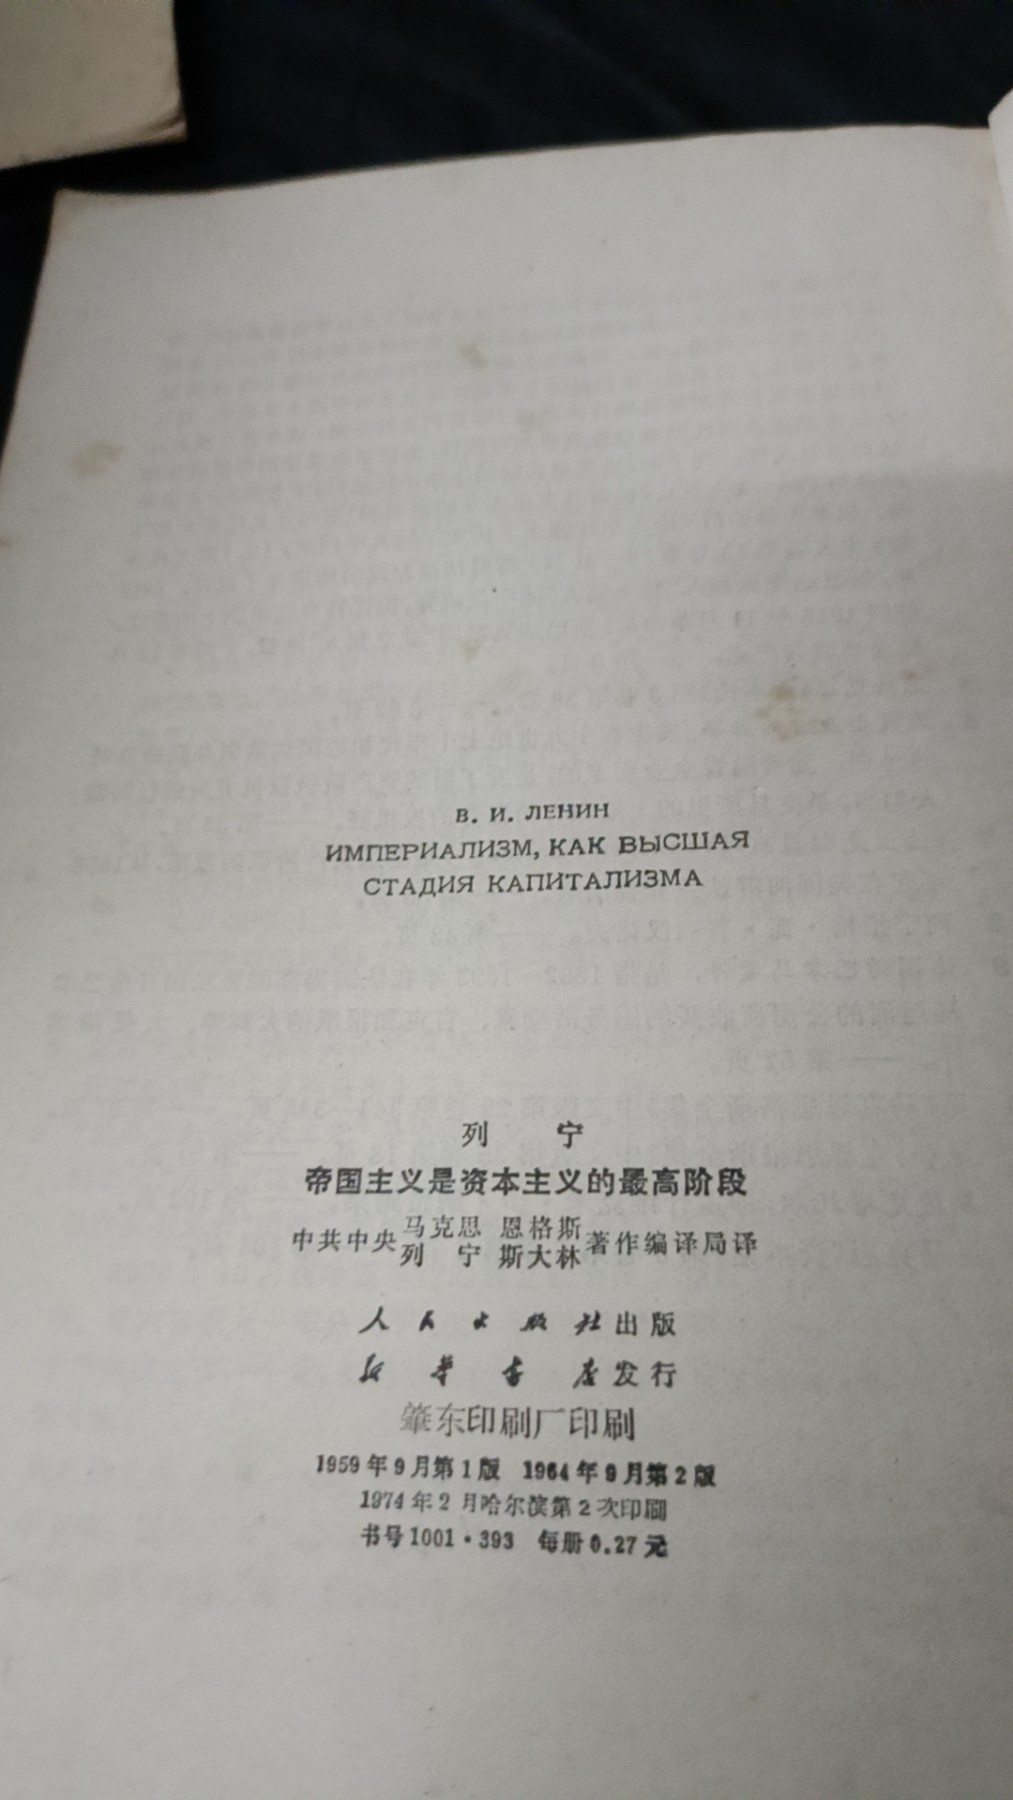 В. И. ЛЕНИН
ИМПЕРИАЛИЗМ, КАК ВЫСШАЯ
СТАДИЯ КАПИТАЛИЗМА
列 宁
帝国主义是资本主义的最高阶段
中共中央 马克思 恩格斯 列 宁 斯大林 著作编译局译
人民出版社出版
新华书店发行
肇东印刷厂印刷
1959年9月第1版 1964年9月第2版
1974年2月哈尔滨第2次印刷
书号1001·393 每册0.27元